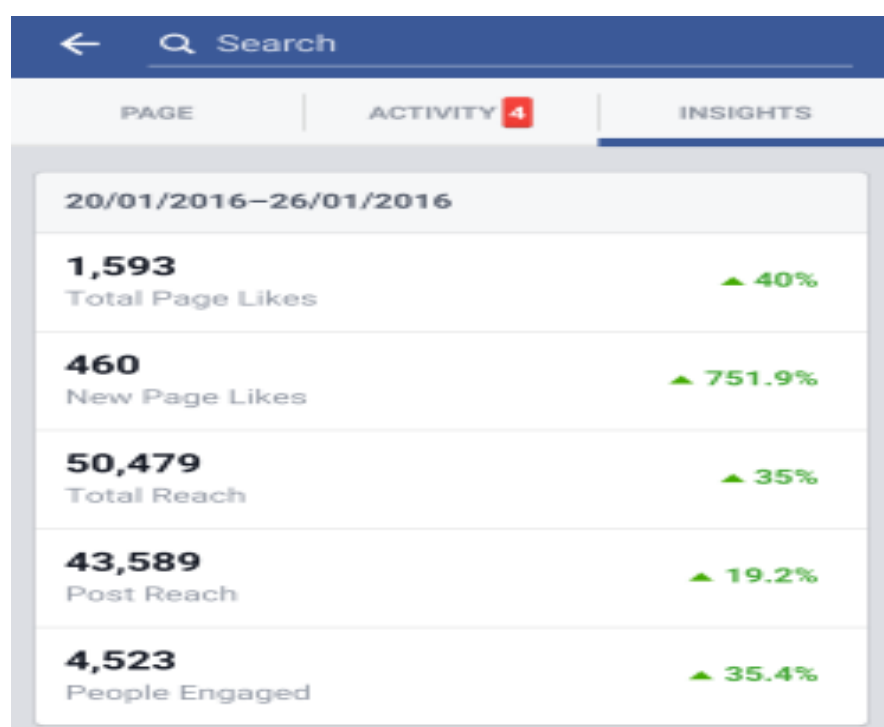 Search
PAGE ACTIVITY 4 INSIGHTS
20/01/2016–26/01/2016
1,593
Total Page Likes
40%
460
New Page Likes
751.9%
50,479
Total Reach
35%
43,589
Post Reach
19.2%
4,523
People Engaged
35.4%